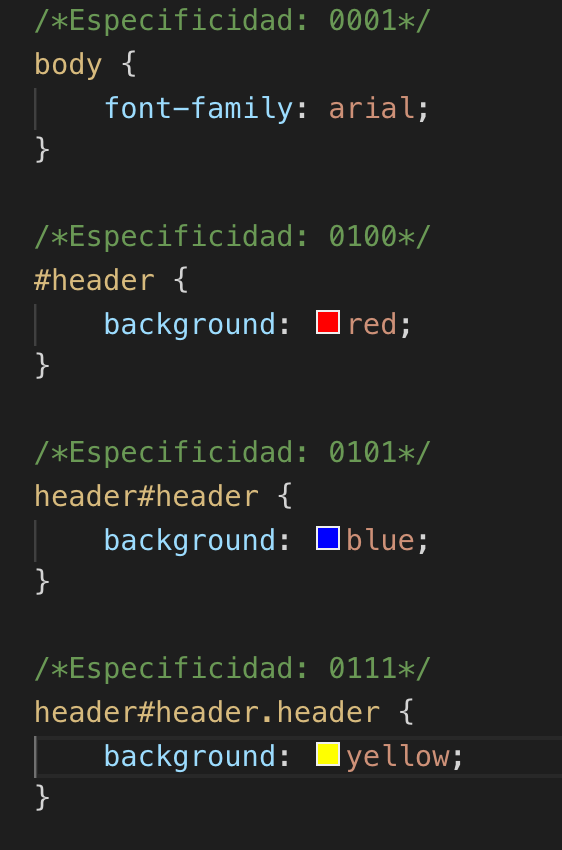 /*Especificidad: 0001*/
body {
    font-family: arial;
}
/*Especificidad: 0100*/
#header {
    background: red;
}
/*Especificidad: 0101*/
header#header {
    background: blue;
}
/*Especificidad: 0111*/
header#header.header {
    background: yellow;
}